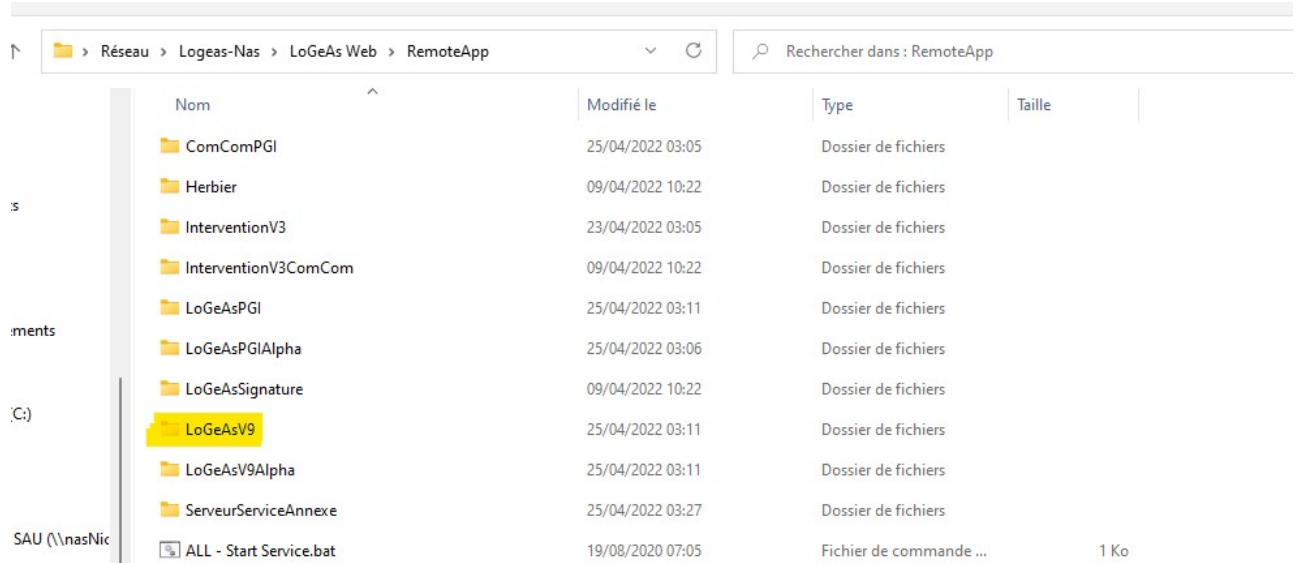 Réseau > Logeas-Nas > LoGeAs Web > RemoteApp Rechercher dans : RemoteApp
Nom Modifié le Type Taille
ComComPGI 25/04/2022 03:05 Dossier de fichiers
Herbier 09/04/2022 10:22 Dossier de fichiers
InterventionV3 23/04/2022 03:05 Dossier de fichiers
InterventionV3ComCom 09/04/2022 10:22 Dossier de fichiers
LoGeAsPGI 25/04/2022 03:11 Dossier de fichiers
ements
LoGeAsPGIAlpha 25/04/2022 03:06 Dossier de fichiers
LoGeAsSignature 09/04/2022 10:22 Dossier de fichiers
(C:)
LoGeAsV9 25/04/2022 03:11 Dossier de fichiers
LoGeAsV9Alpha 25/04/2022 03:11 Dossier de fichiers
ServeurServiceAnnexe 25/04/2022 03:27 Dossier de fichiers
SAU (\\nasNic
ALL - Start Service.bat 19/08/2020 07:05 Fichier de commande ... 1 Ko